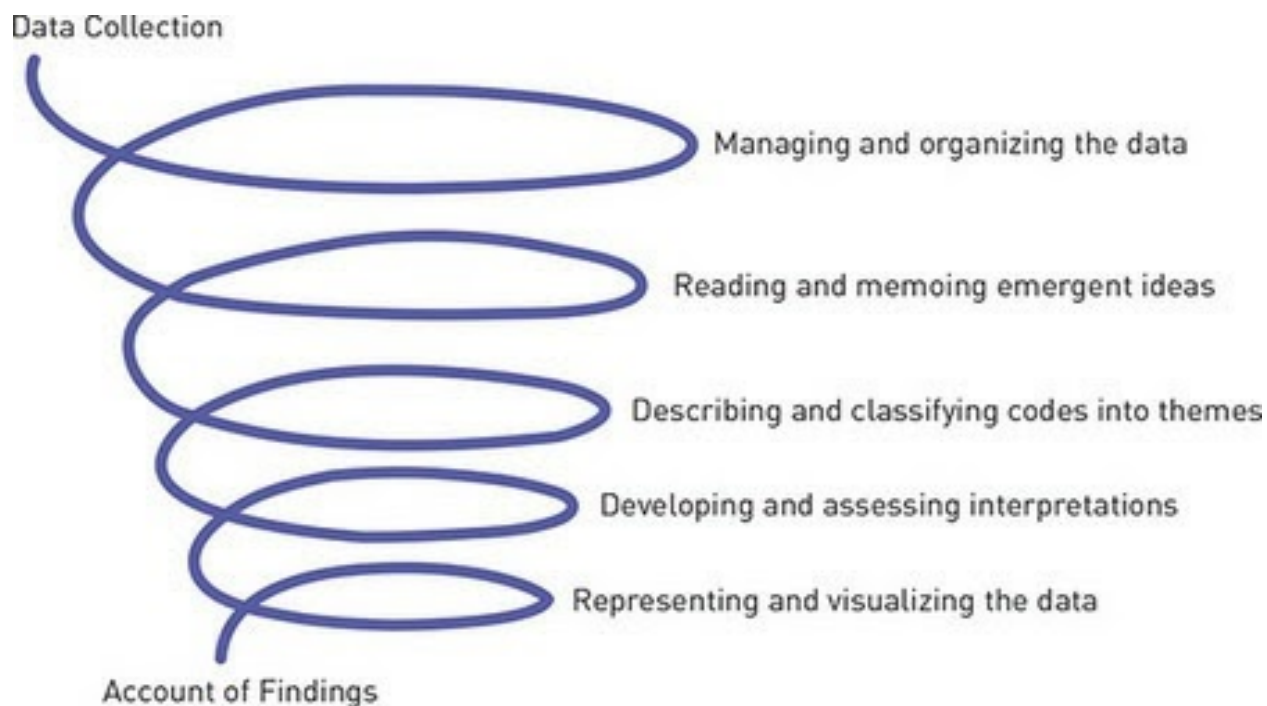 Data Collection
Managing and organizing the data
Reading and memoing emergent ideas
Describing and classifying codes into themes
Developing and assessing interpretations
Representing and visualizing the data
Account of Findings